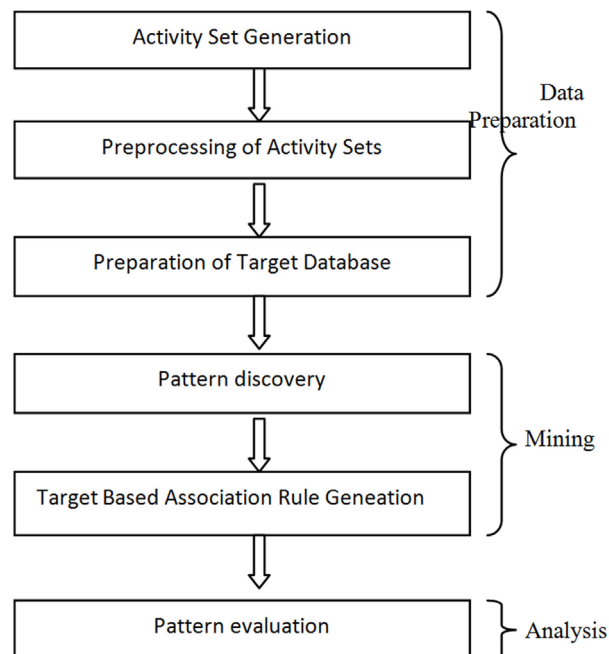 Activity Set Generation
Data
Preparation
Preprocessing of Activity Sets
Preparation of Target Database
Pattern discovery
Mining
Target Based Association Rule Geneation
Pattern evaluation
Analysis